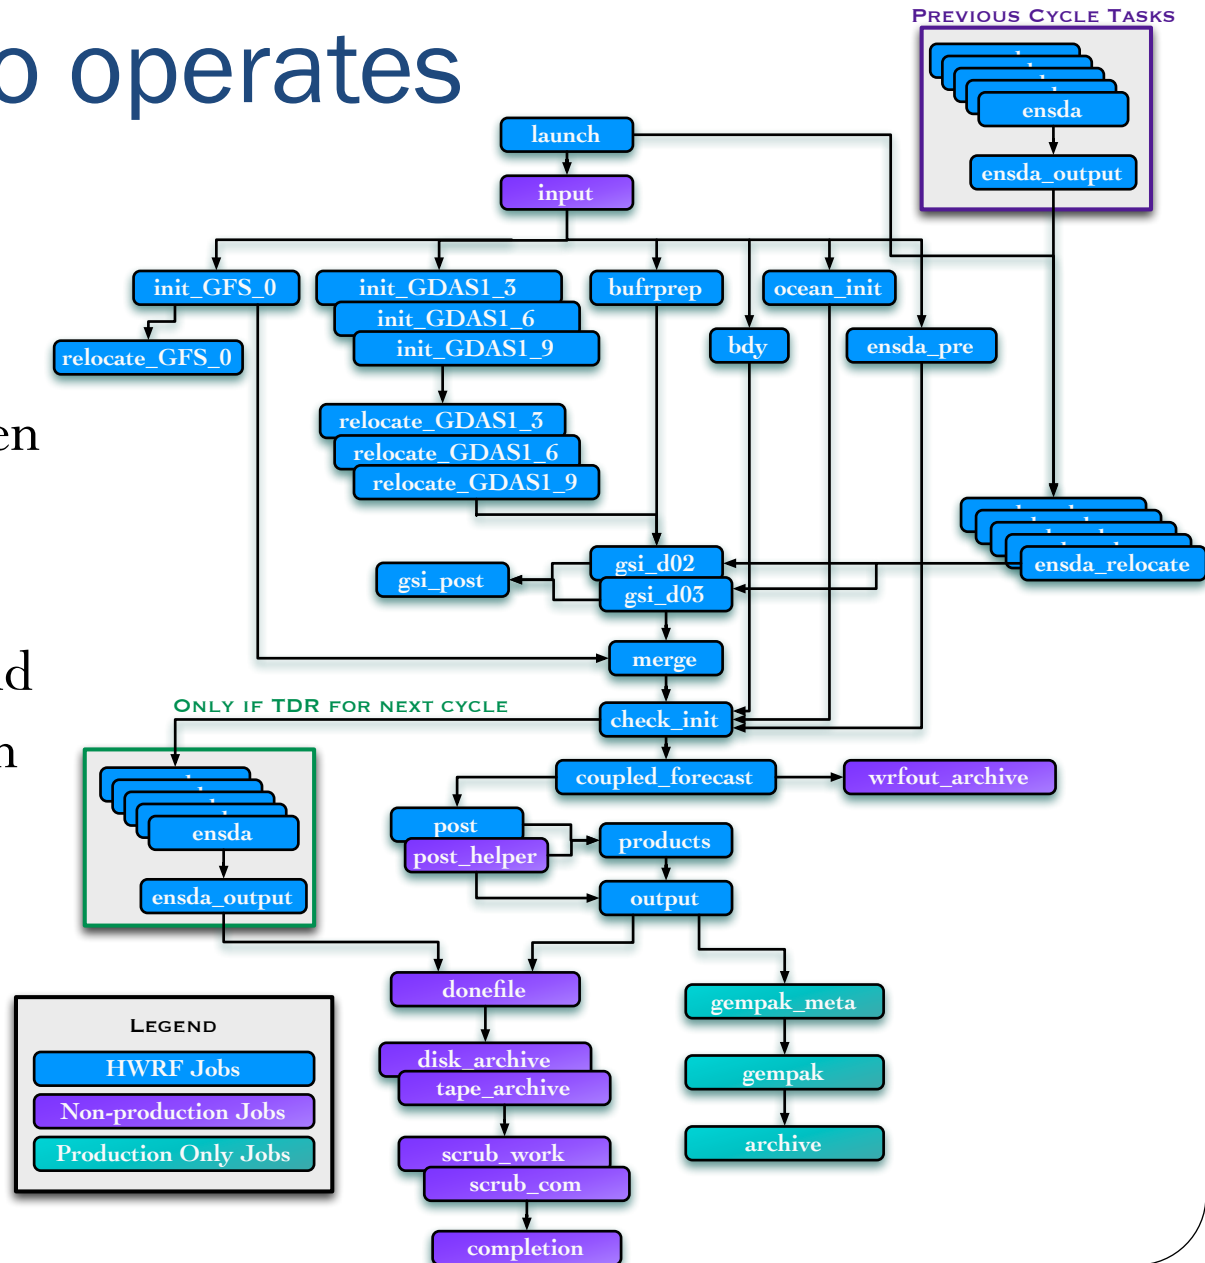 PREVIOUS CYCLE TASKS
o operates
ensda
ensda_output
launch
input
init_GFS_0
init_GDAS1_3
init_GDAS1_6
init_GDAS1_9
bufrprep
ocean_init
bdy
ensda_pre
relocate_GFS_0
relocate_GDAS1_3
relocate_GDAS1_6
relocate_GDAS1_9
en
gsi_d02
gsi_d03
gsi_post
ensda_relocate
merge
ld
ONLY IF TDR FOR NEXT CYCLE
check_init
n
coupled_forecast
wrfout_archive
ensda
ensda_output
post
post_helper
products
output
donefile
gempak_meta
LEGEND
HWRF Jobs
Non-production Jobs
Production Only Jobs
disk_archive
tape_archive
gempak
archive
scrub_work
scrub_com
completion